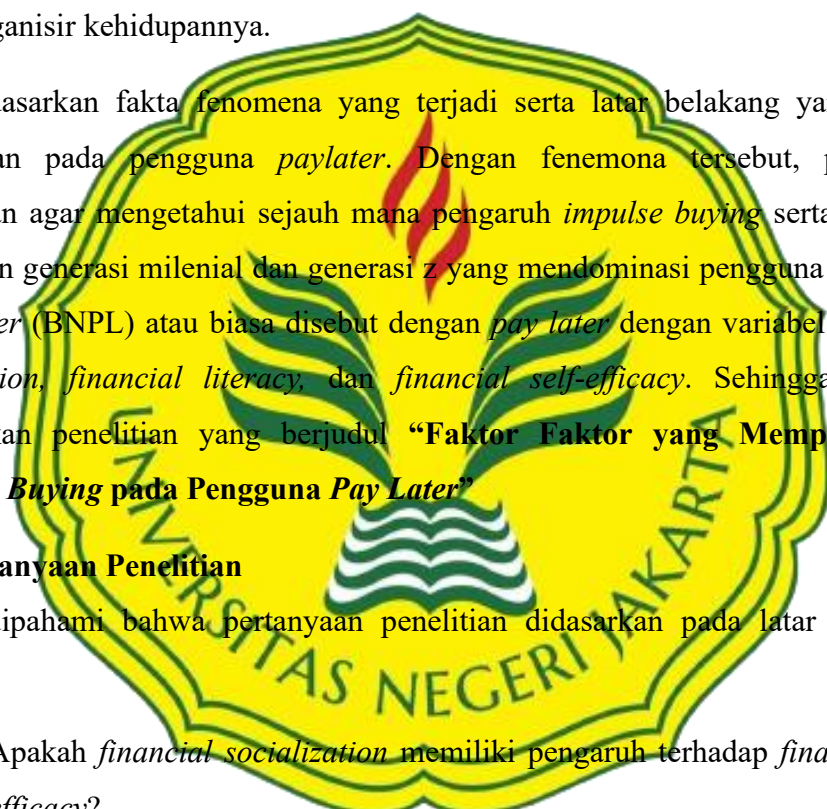 ganisir kehidupannya.
dasarkan fakta fenomena yang terjadi serta latar belakang ya
an pada pengguna paylater. Dengan fenemona tersebut, p
n agar mengetahui sejauh mana pengaruh impulse buying serta
n generasi milenial dan generasi z yang mendominasi pengguna
er (BNPL) atau biasa disebut dengan pay later dengan variabel
ion, financial literacy, dan financial self-efficacy. Sehingga
kan penelitian yang berjudul “Faktor Faktor yang Memp
Buying pada Pengguna Pay Later”
anyaan Penelitian
dipahami bahwa pertanyaan penelitian didasarkan pada latar
Apakah financial socialization memiliki pengaruh terhadap fina
efficacy?
UNIVERSITAS NEGERI JAKARTA